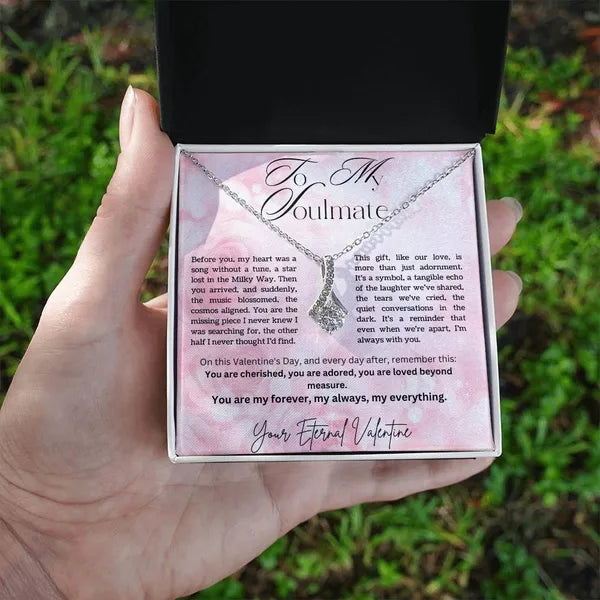 To My
Soulmate
Before you, my heart was a
song without a tune, a star
lost in the Milky Way. Then
you arrived, and suddenly,
the music blossomed, the
cosmos aligned. You are the
missing piece I never knew I
was searching for, the other
half I never thought I'd find.
This gift, like our love, is
more than just adornment.
It's a symbol, a tangible echo
of the laughter we've shared,
the tears we've cried, the
quiet conversations in the
dark. It's a reminder that
even when we're apart, I'm
always with you.
On this Valentine's Day, and every day after, remember this:
You are cherished, you are adored, you are loved beyond
measure.
You are my forever, my always, my everything.
Your Eternal Valentine